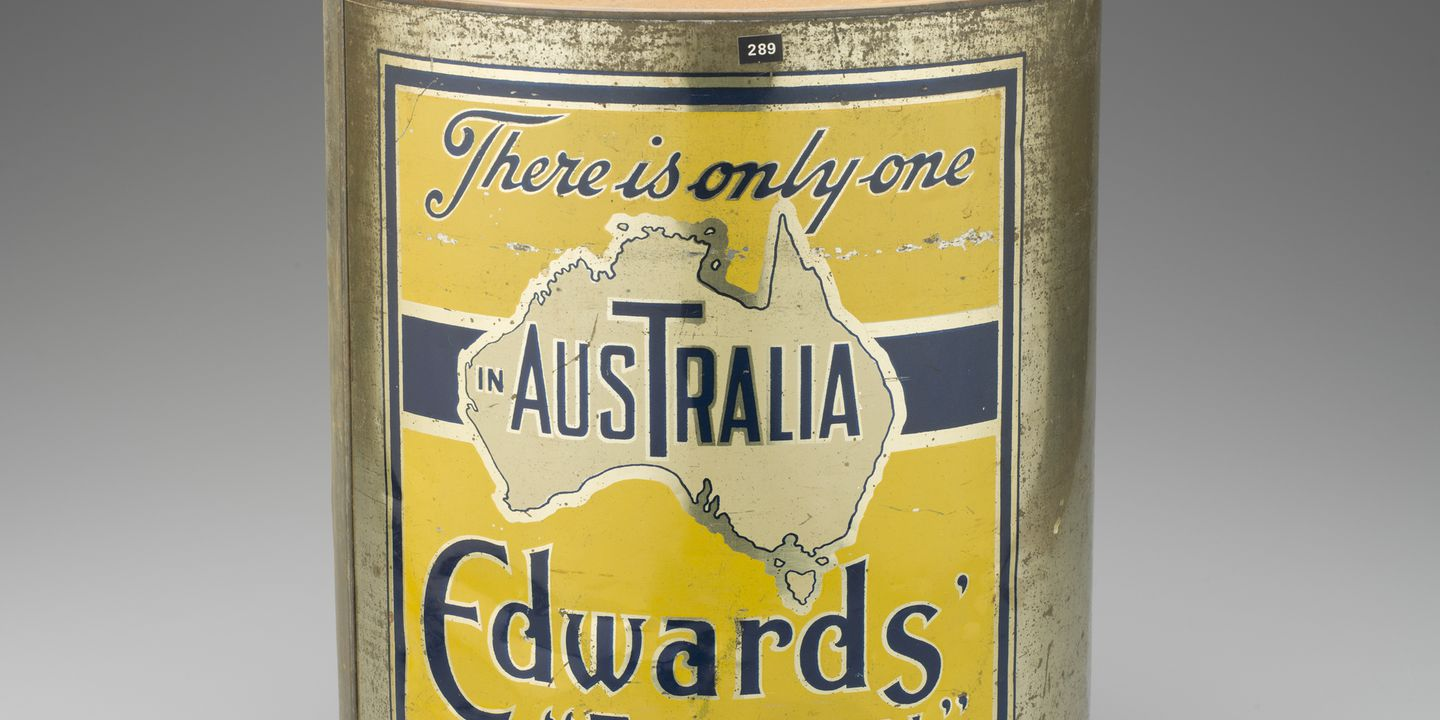 289
There is only one
IN AUSTRALIA
Edwards'